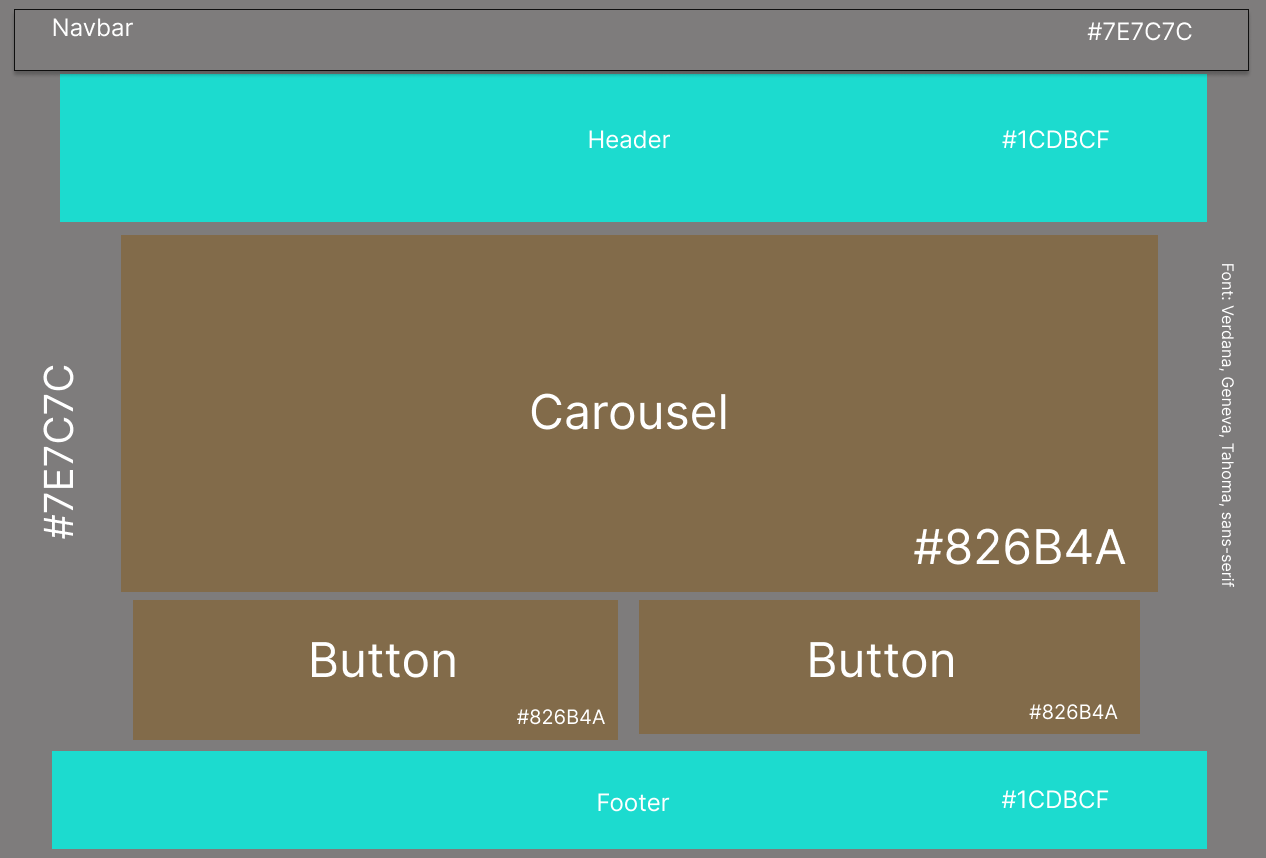 Navbar
#7E7C7C
Header
#1CDBCF
#7E7C7C
Carousel
#826B4A
Font: Verdana, Geneva, Tahoma, sans-serif
Button
#826B4A
Button
#826B4A
Footer
#1CDBCF